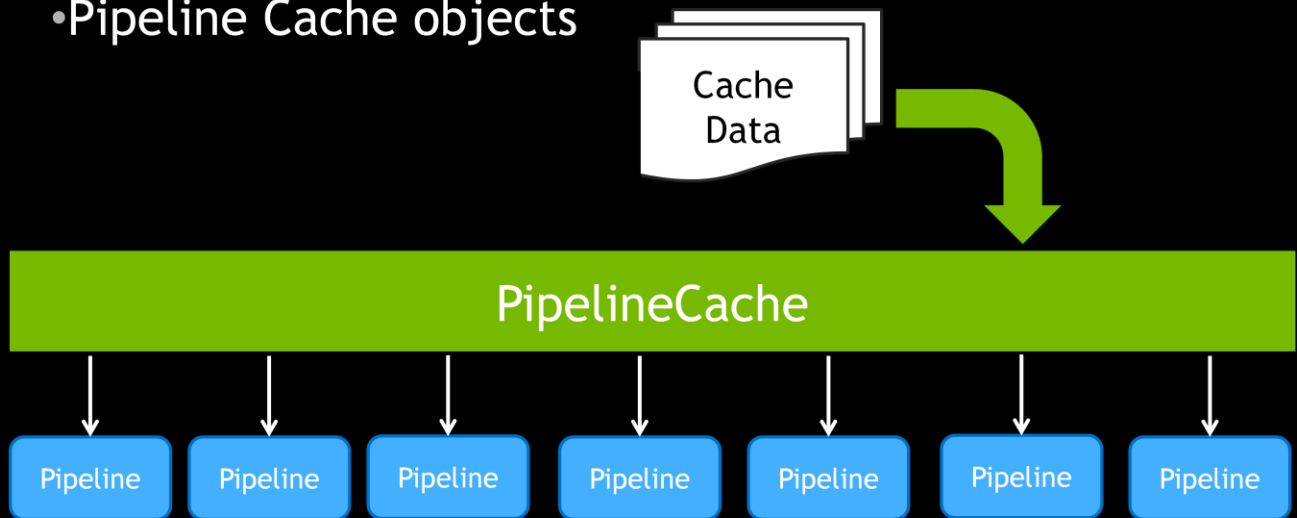 •Pipeline Cache objects
Cache
Data
PipelineCache
Pipeline
Pipeline
Pipeline
Pipeline
Pipeline
Pipeline
Pipeline